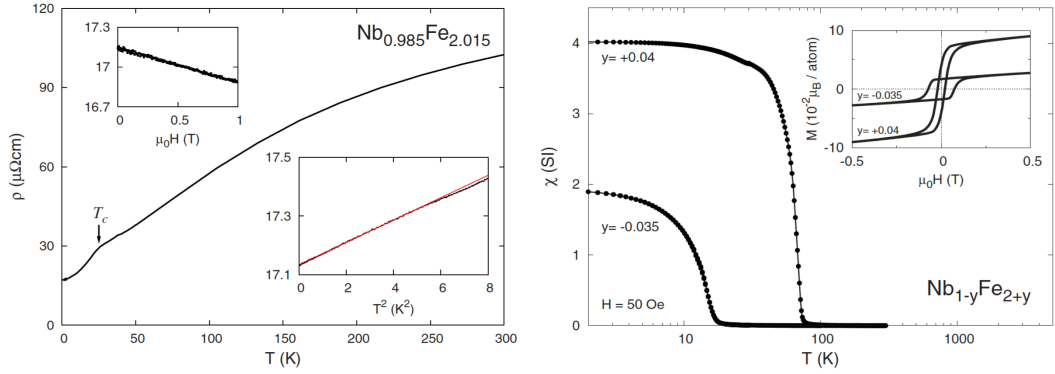 Nb0.985Fe2.015
ρ (μΩcm)
120
90
60
30
0
0
50
100
150
200
250
300
T (K)
Tc
17.3
17
16.7
0
0.5
1
μ0H (T)
17.5
17.3
17.1
0
2
4
6
8
T2 (K2)
χ (SI)
4
3
2
1
0
10
100
1000
T (K)
y= +0.04
y= -0.035
H = 50 Oe
Nb1-yFe2+y
M (10-2μB / atom)
10
0
-10
-0.5
0
0.5
μ0H (T)
y= -0.035
y= +0.04